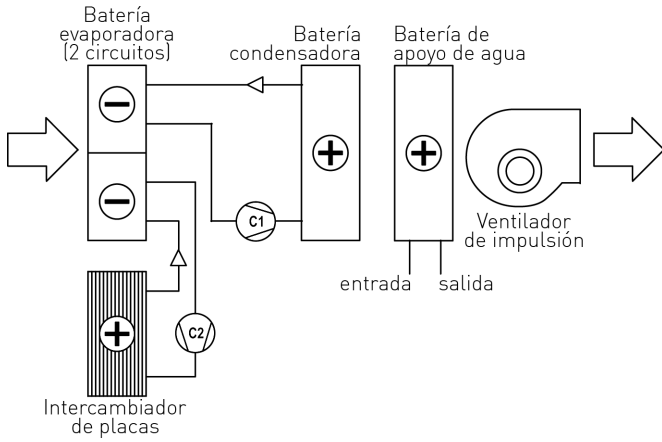 Batería
evaporadora
(2 circuitos)
Batería
condensadora
Batería de
apoyo de agua
C1
Ventilador
de impulsión
entrada
salida
C2
Intercambiador
de placas